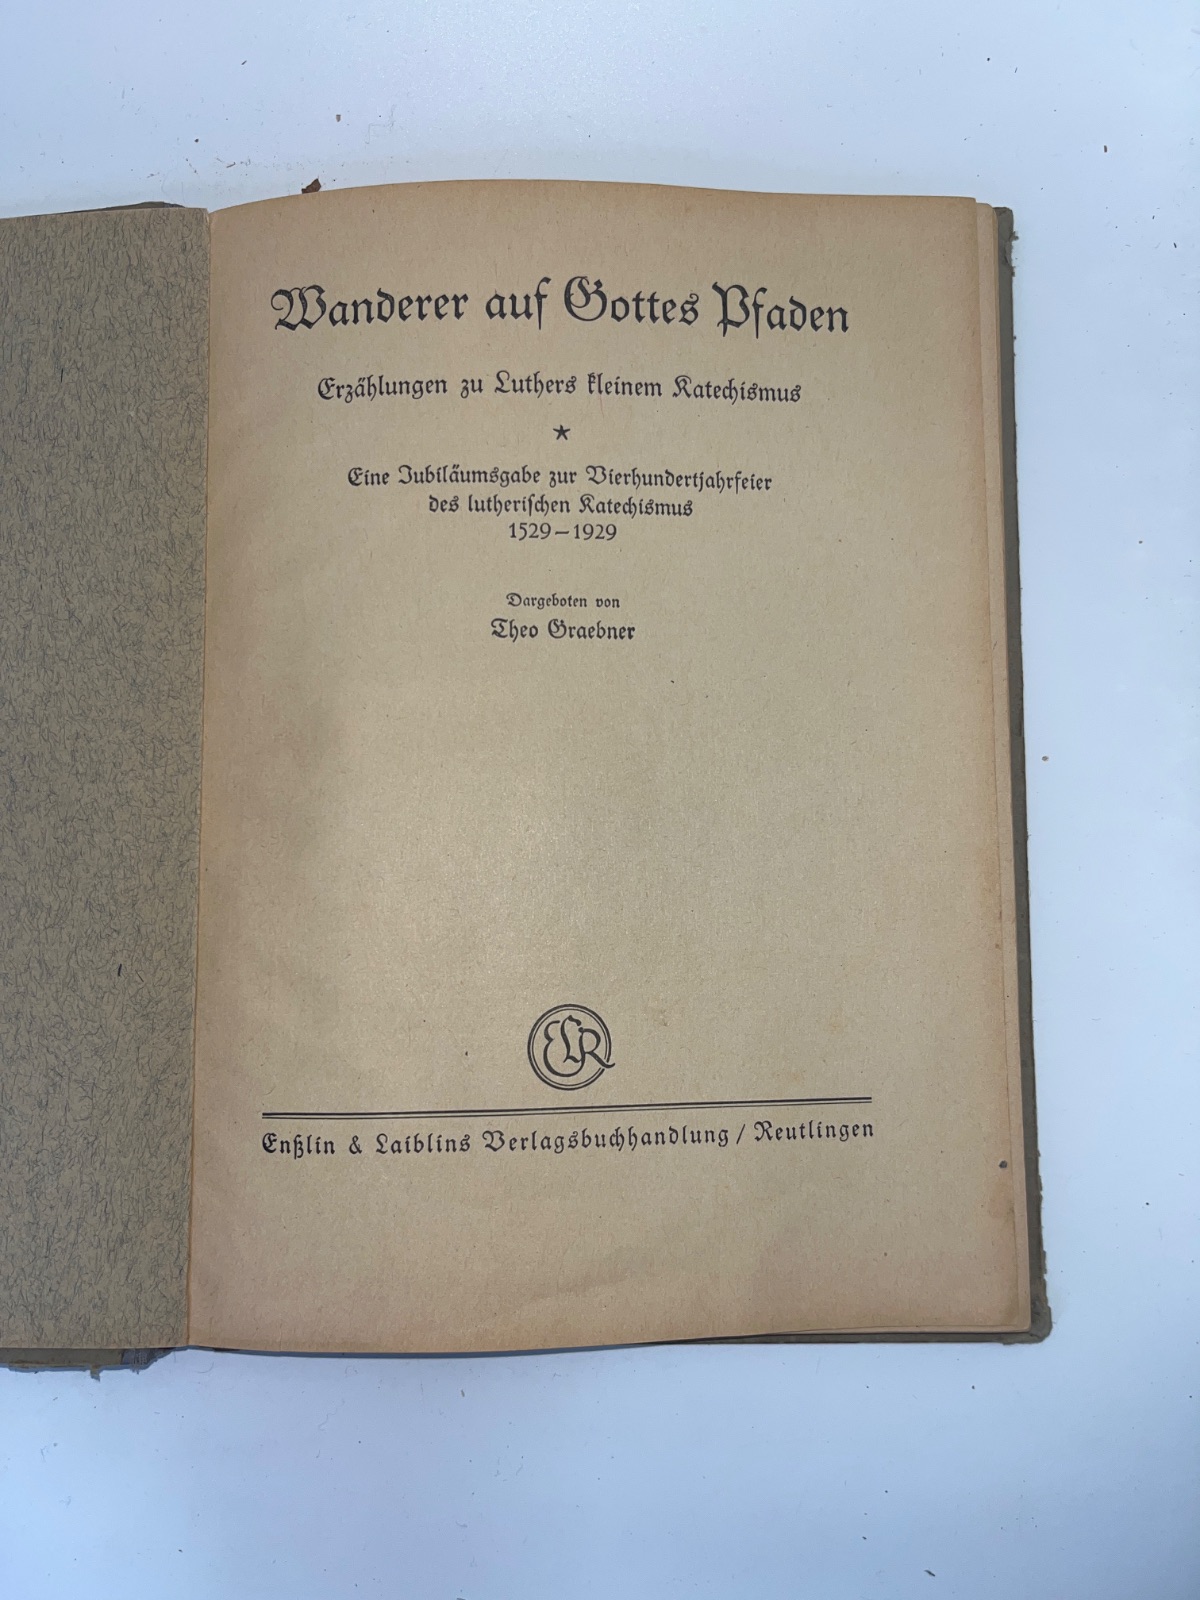 Wanderer auf Gottes Pfaden
Erzählungen zu Luthers kleinem Katechismus
★
Eine Jubiläumsgabe zur Vierhundertjahrfeier
des lutherischen Katechismus
1529–1929
Dargeboten von
Theo Graebner
ELR
Enßlin & Laiblins Verlagsbuchhandlung / Reutlingen